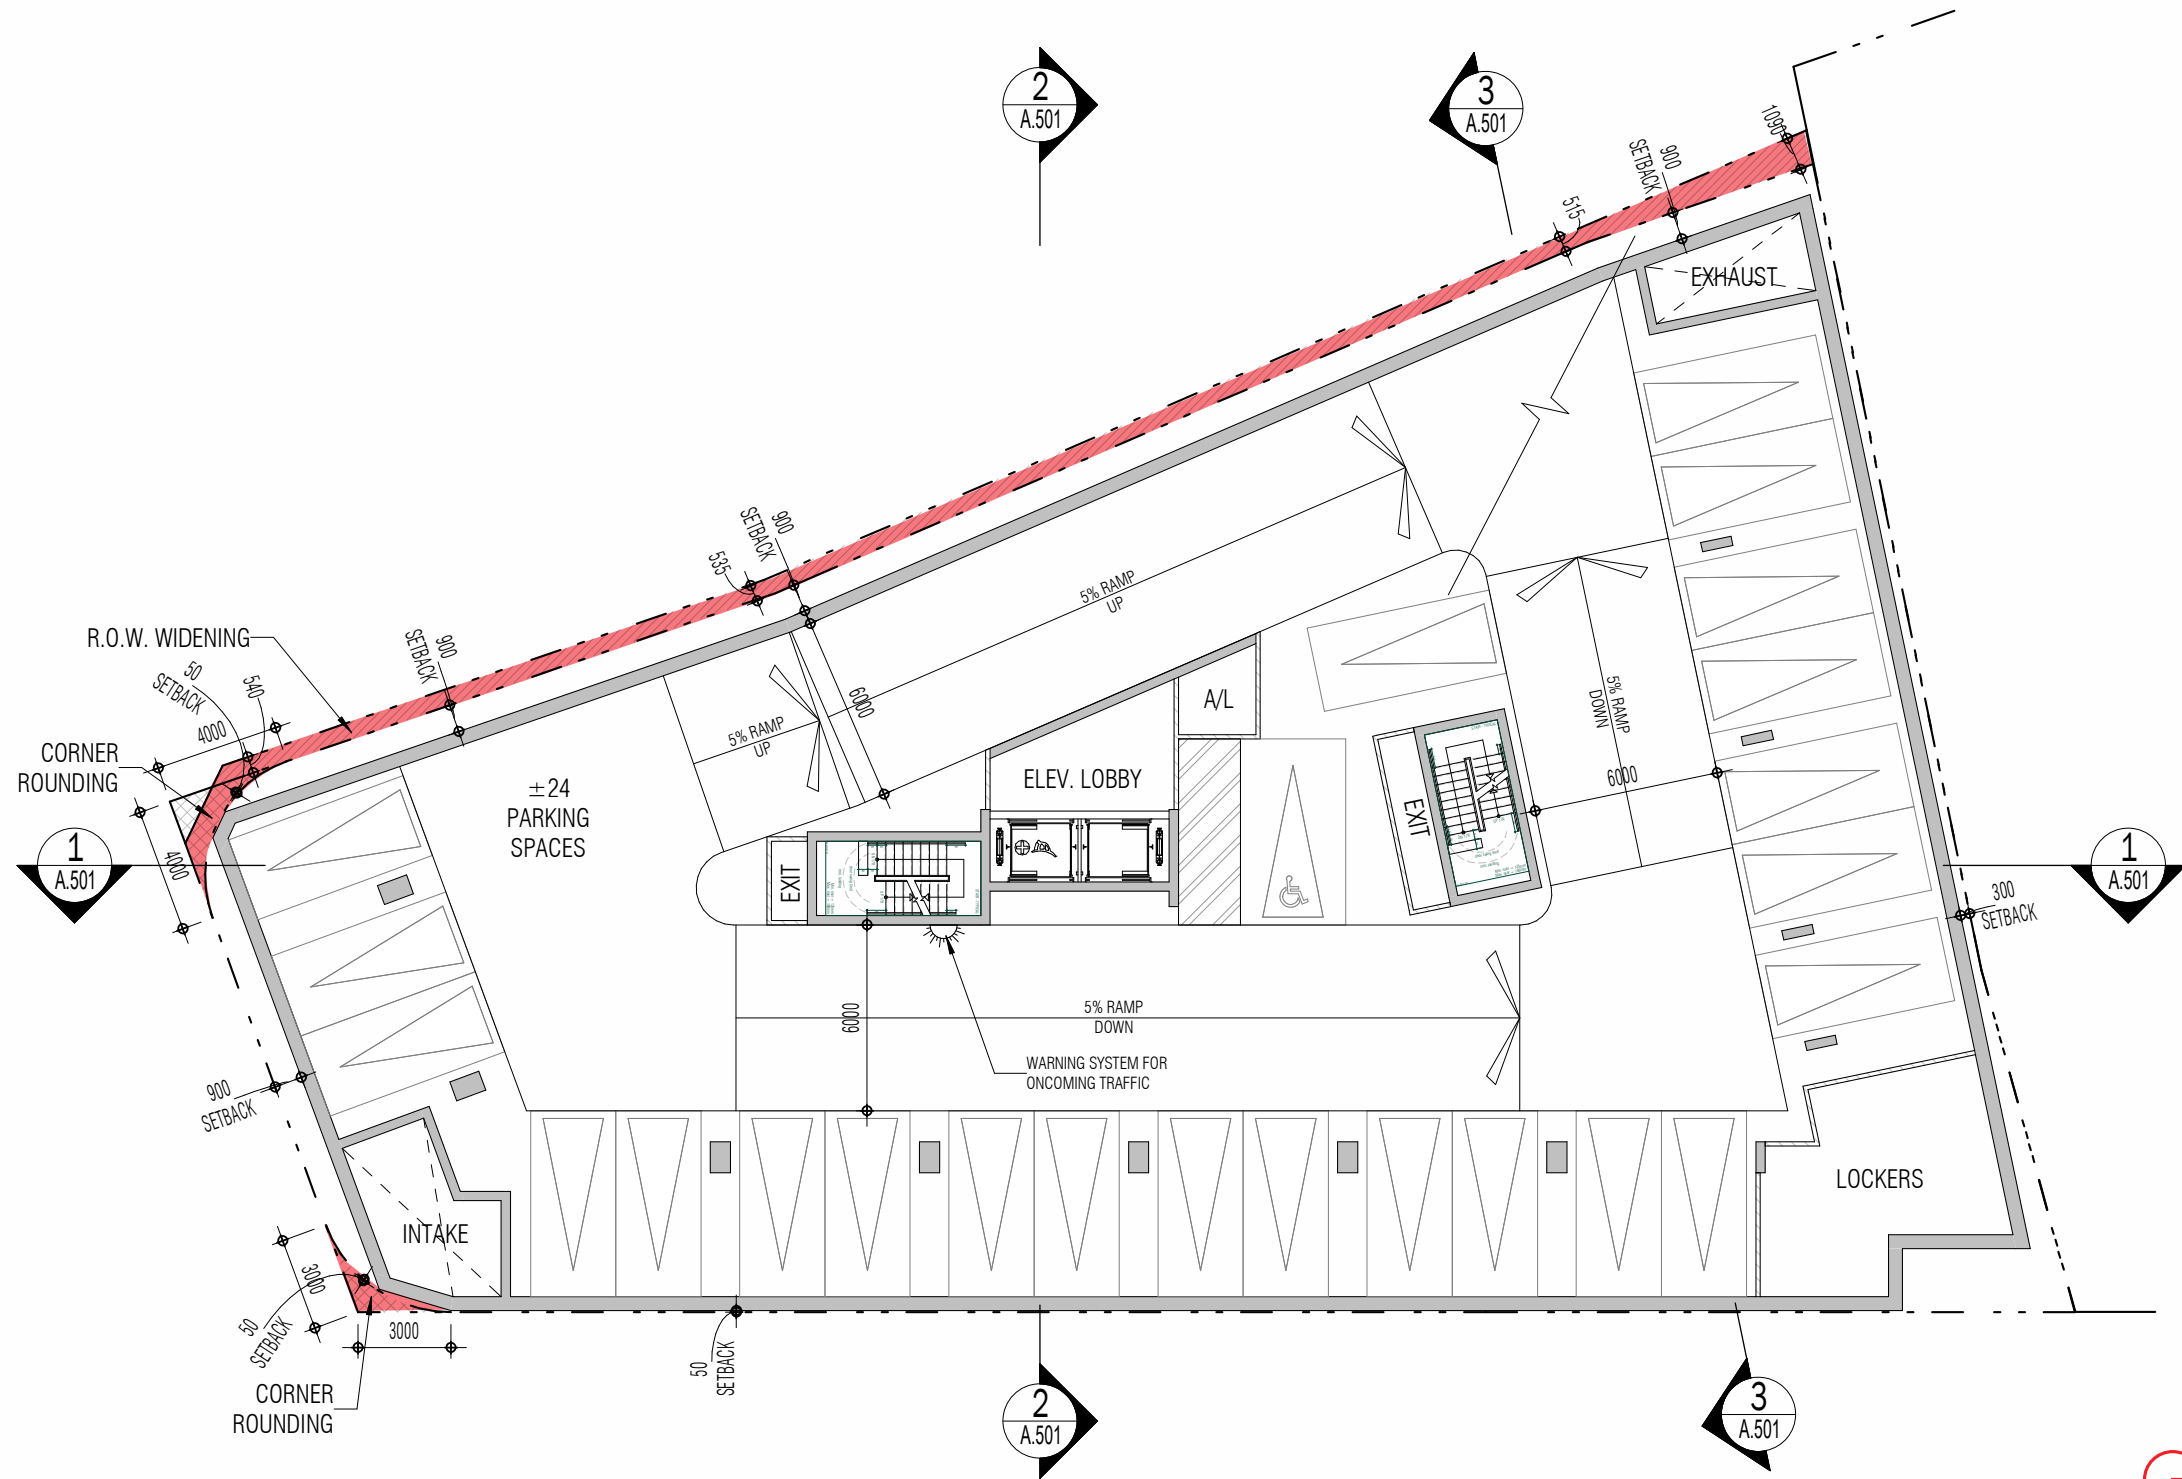 2
A.501
3
A.501
1090
900
SETBACK
515
EXHAUST
900
SETBACK
535
5% RAMP
UP
R.O.W. WIDENING
900
SETBACK
50
SETBACK
540
4000
6000
5% RAMP
UP
A/L
5% RAMP
DOWN
CORNER
ROUNDING
±24
PARKING
SPACES
ELEV. LOBBY
6000
EXIT
4000
1
A.501
EXIT
1
A.501
300
SETBACK
6000
5% RAMP
DOWN
WARNING SYSTEM FOR
ONCOMING TRAFFIC
900
SETBACK
LOCKERS
INTAKE
3000
50
SETBACK
3000
50
SETBACK
CORNER
ROUNDING
2
A.501
3
A.501